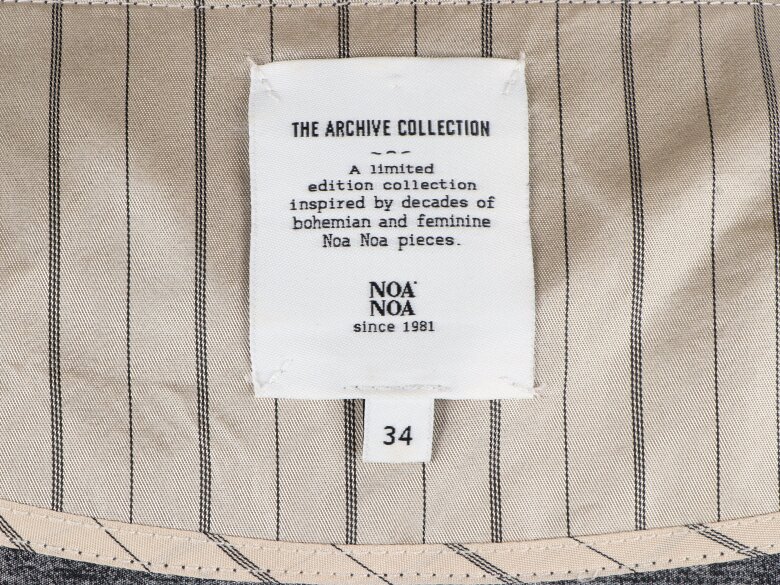 THE ARCHIVE COLLECTION
A limited
edition collection
inspired by decades of
bohemian and feminine
Noa Noa pieces.
NOA
NOA
since 1981
34